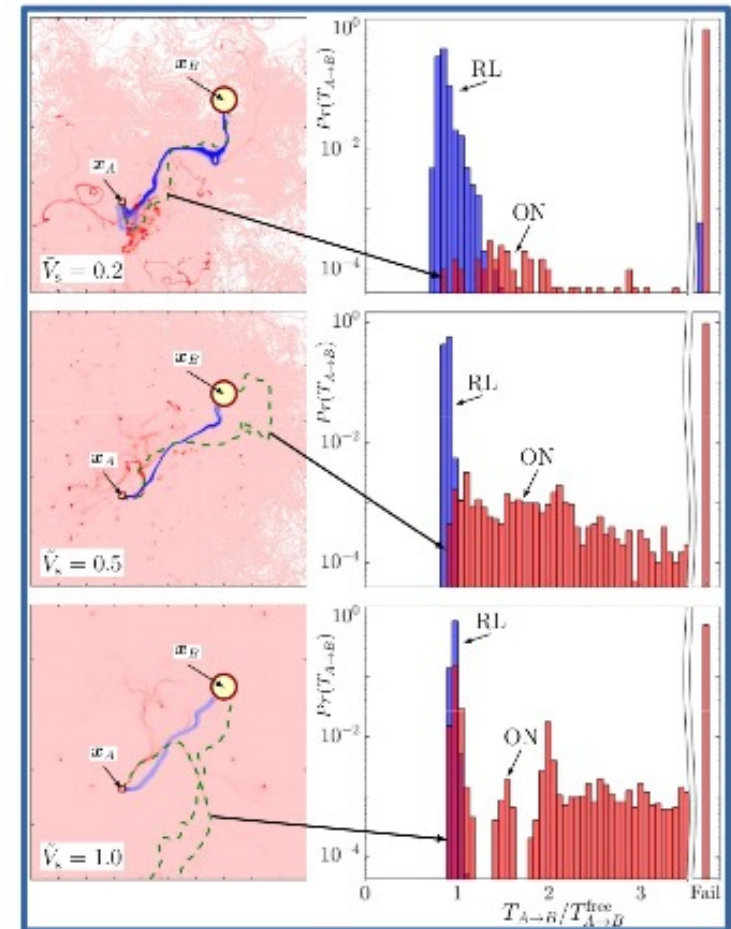 x_B
x_A
Ṽ_s = 0.2
Pr(T_{A→B})
10^0
10^{-2}
10^{-4}
RL
ON
x_B
x_A
Ṽ_s = 0.5
Pr(T_{A→B})
10^0
10^{-2}
10^{-4}
RL
ON
x_B
x_A
Ṽ_s = 1.0
Pr(T_{A→B})
10^0
10^{-2}
10^{-4}
RL
ON
0 1 2 3 Fail
T_{A→B}/T_{A→B}^{free}